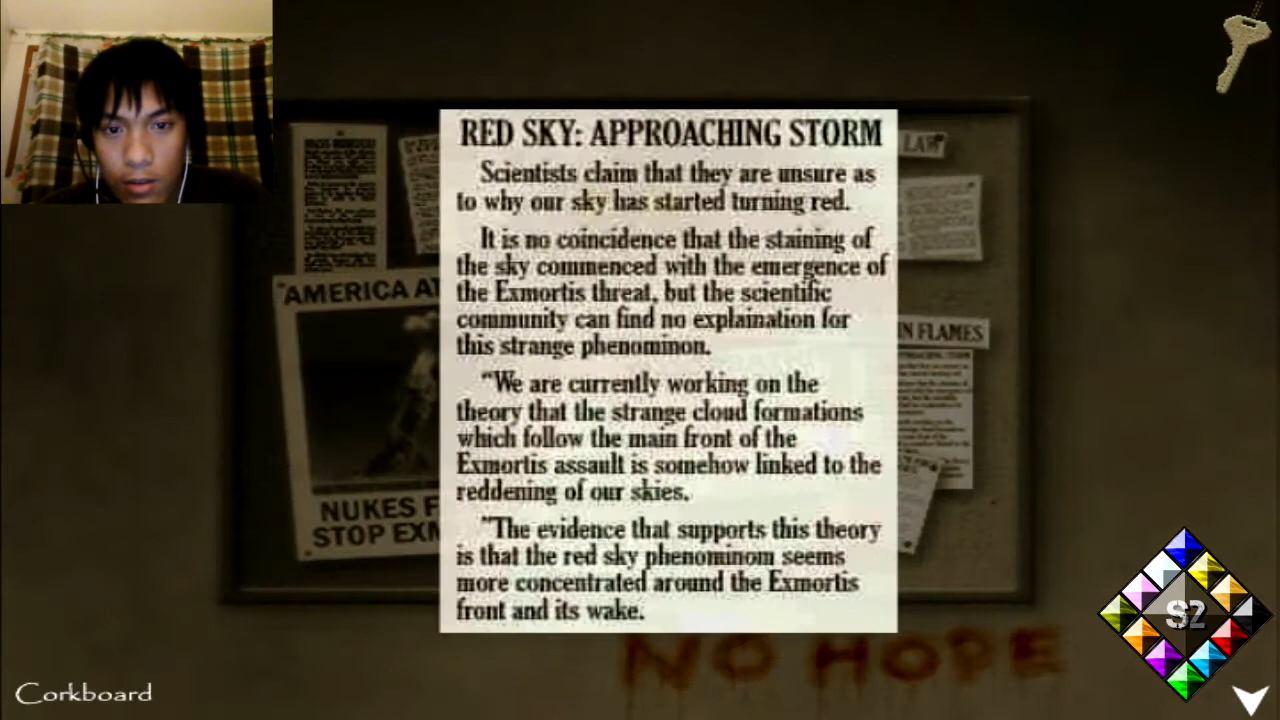 RED SKY: APPROACHING STORM
Scientists claim that they are unsure as
to why our sky has started turning red.
It is no coincidence that the staining of
the sky commenced with the emergence of
the Exmortis threat, but the scientific
community can find no explaination for
this strange phenominon.
"We are currently working on the
theory that the strange cloud formations
which follow the main front of the
Exmortis assault is somehow linked to the
reddening of our skies.
"The evidence that supports this theory
is that the red sky phenominom seems
more concentrated around the Exmortis
front and its wake.
"AMERICA AT
NUKES F
STOP EXM
LAW
IN FLAMES
NO HOPE
S2
Corkboard